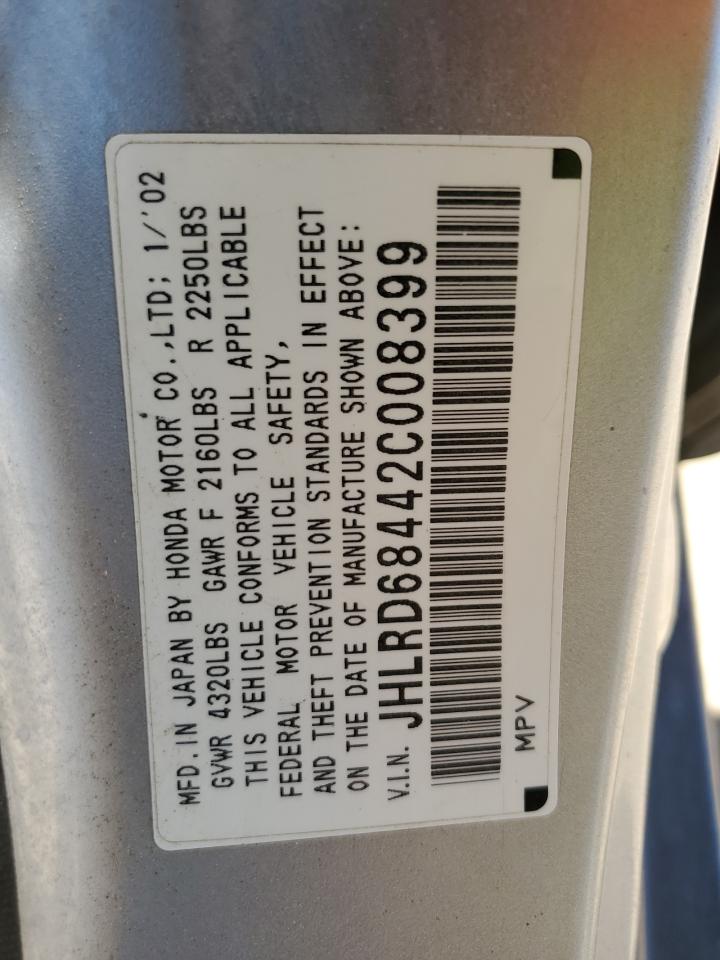 MFD. IN JAPAN BY HONDA MOTOR CO.,LTD; 1/'02
GVWR 4320LBS GAWR F 2160LBS R 2250LBS
THIS VEHICLE CONFORMS TO ALL APPLICABLE
FEDERAL MOTOR VEHICLE SAFETY,
AND THEFT PREVENTION STANDARDS IN EFFECT
ON THE DATE OF MANUFACTURE SHOWN ABOVE:
V.I.N. JHLRD68442C008399
MPV